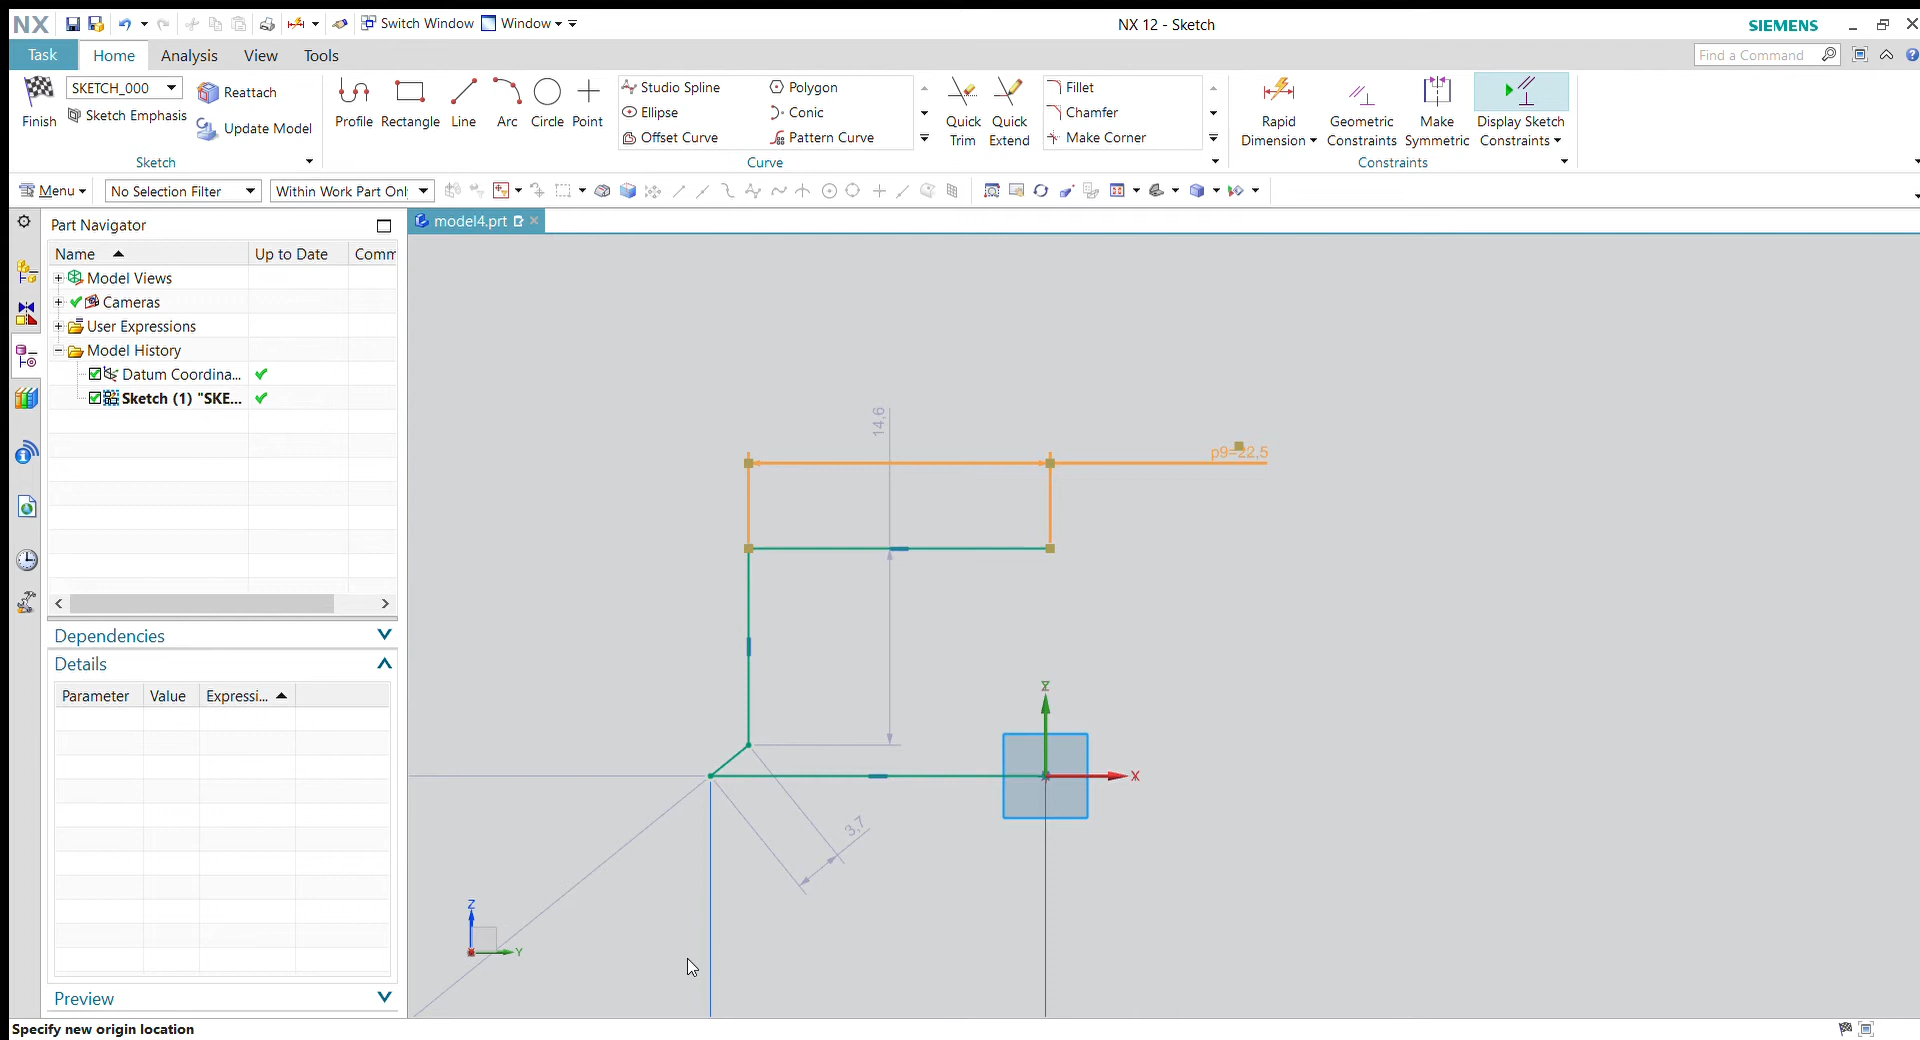 NX
Switch Window
Window
NX 12 - Sketch
SIEMENS
Task
Home
Analysis
View
Tools
Find a Command
Finish
SKETCH_000
Sketch Emphasis
Reattach
Update Model
Sketch
Profile
Rectangle
Line
Arc
Circle
Point
Studio Spline
Ellipse
Offset Curve
Polygon
Conic
Pattern Curve
Curve
Quick Trim
Quick Extend
Fillet
Chamfer
Make Corner
Rapid Dimension
Geometric Constraints
Make Symmetric
Display Sketch Constraints
Constraints
Menu
No Selection Filter
Within Work Part Onl
Part Navigator
model4.prt
Name
Up to Date
Comm
Model Views
Cameras
User Expressions
Model History
Datum Coordina...
Sketch (1) "SKE...
Dependencies
Details
Parameter
Value
Expressi...
Preview
14,6
p9=22,5
3,7
Z
X
Z
Y
Specify new origin location